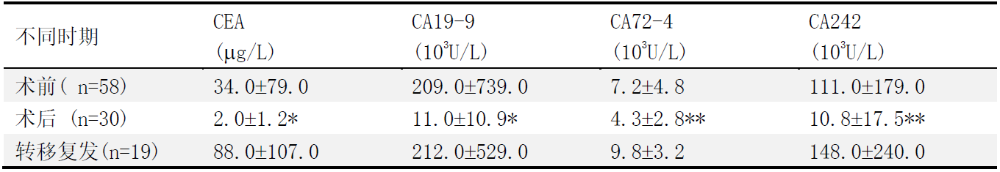 不同时期 CEA CA19-9 CA72-4 CA242
(μg/L) (10³U/L) (10³U/L) (10³U/L)
术前( n=58) 34.0±79.0 209.0±739.0 7.2±4.8 111.0±179.0
术后 (n=30) 2.0±1.2* 11.0±10.9* 4.3±2.8** 10.8±17.5**
转移复发(n=19) 88.0±107.0 212.0±529.0 9.8±3.2 148.0±240.0